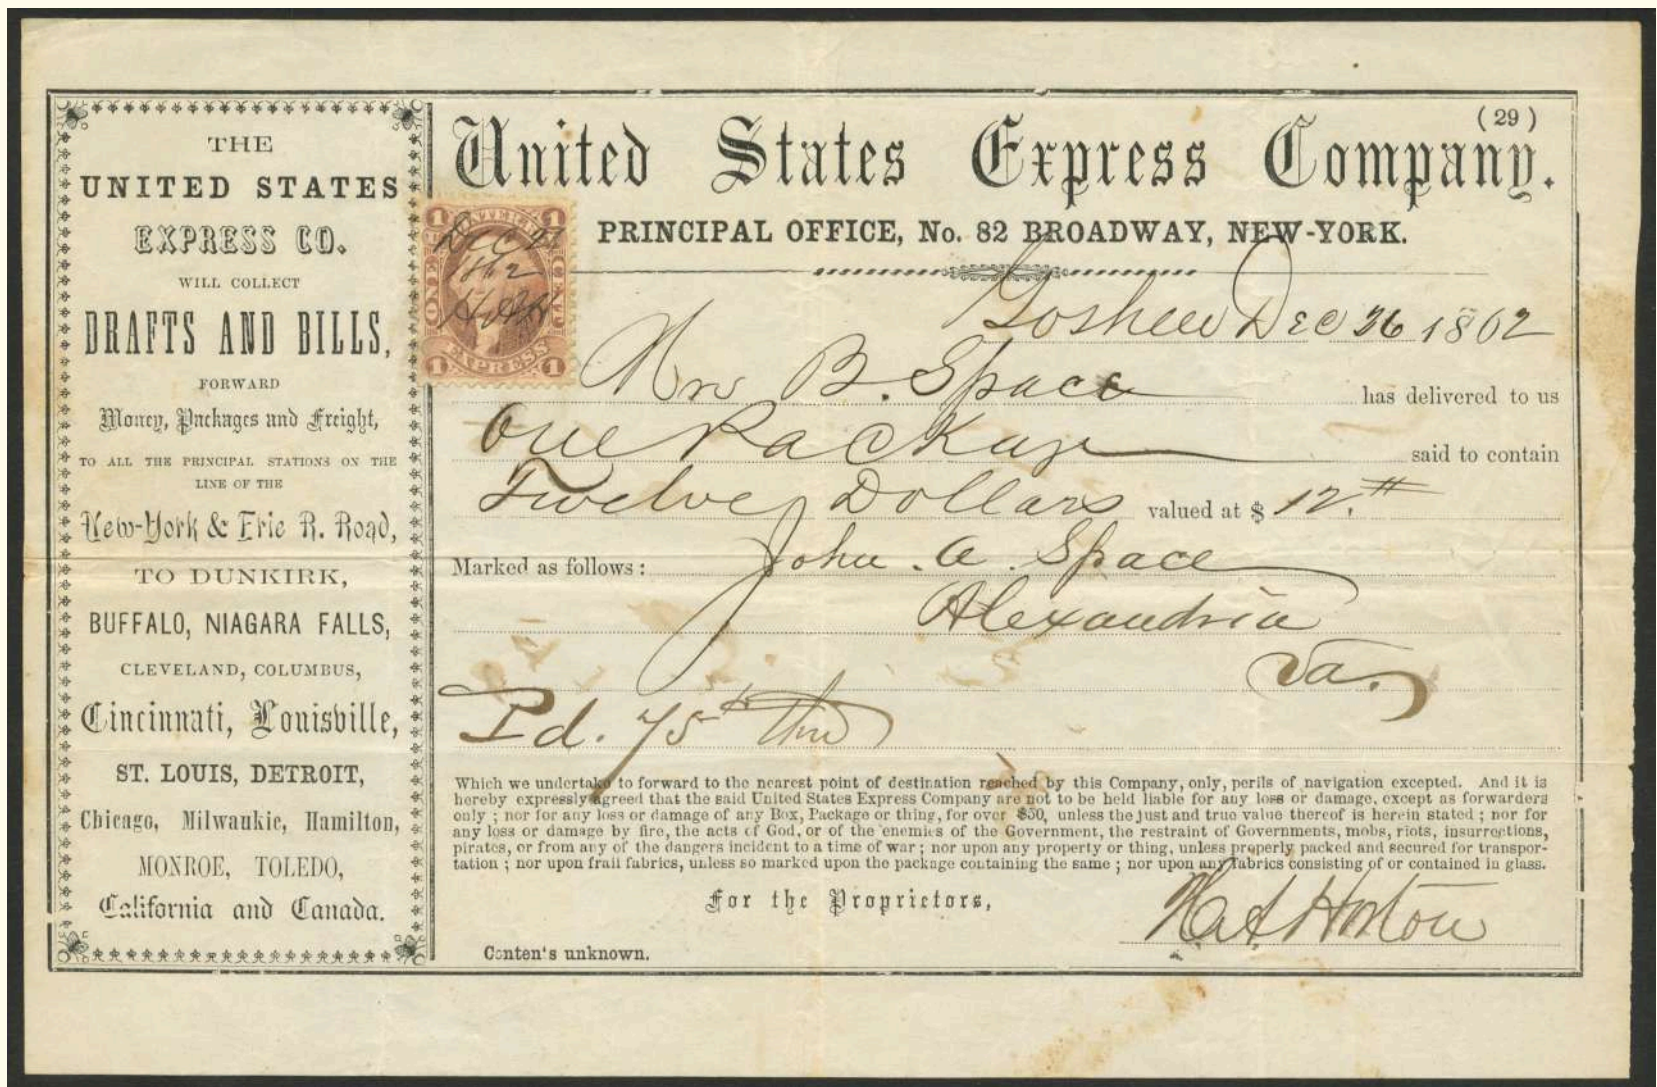 THE
UNITED STATES
EXPRESS CO.
WILL COLLECT
DRAFTS AND BILLS,
FORWARD
Money, Packages and Freight,
TO ALL THE PRINCIPAL STATIONS ON THE
LINE OF THE
New-York & Erie R. Road,
TO DUNKIRK,
BUFFALO, NIAGARA FALLS,
CLEVELAND, COLUMBUS,
Cincinnati, Louisville,
ST. LOUIS, DETROIT,
Chicago, Milwaukie, Hamilton,
MONROE, TOLEDO,
California and Canada.
(29)
United States Express Company.
PRINCIPAL OFFICE, No. 82 BROADWAY, NEW-YORK.
1 1
ONE CENT
Dec 27
1862
EXPRESS
1 1
Goshen Dec 26 1862
Mrs B. Space has delivered to us
One Package said to contain
Twelve Dollars valued at $ 12.
Marked as follows: John. A. Space
Alexandria
Va.
Pd. 75
Which we undertake to forward to the nearest point of destination reached by this Company, only, perils of navigation excepted. And it is
hereby expressly agreed that the said United States Express Company are not to be held liable for any loss or damage, except as forwarders
only ; nor for any loss or damage of any Box, Package or thing, for over $50, unless the just and true value thereof is herein stated ; nor for
any loss or damage by fire, the acts of God, or of the enemies of the Government, the restraint of Governments, mobs, riots, insurrections,
pirates, or from any of the dangers incident to a time of war ; nor upon any property or thing, unless properly packed and secured for transpor-
tation ; nor upon frail fabrics, unless so marked upon the package containing the same ; nor upon any fabrics consisting of or contained in glass.
For the Proprietors,
Horton
Conten's unknown.